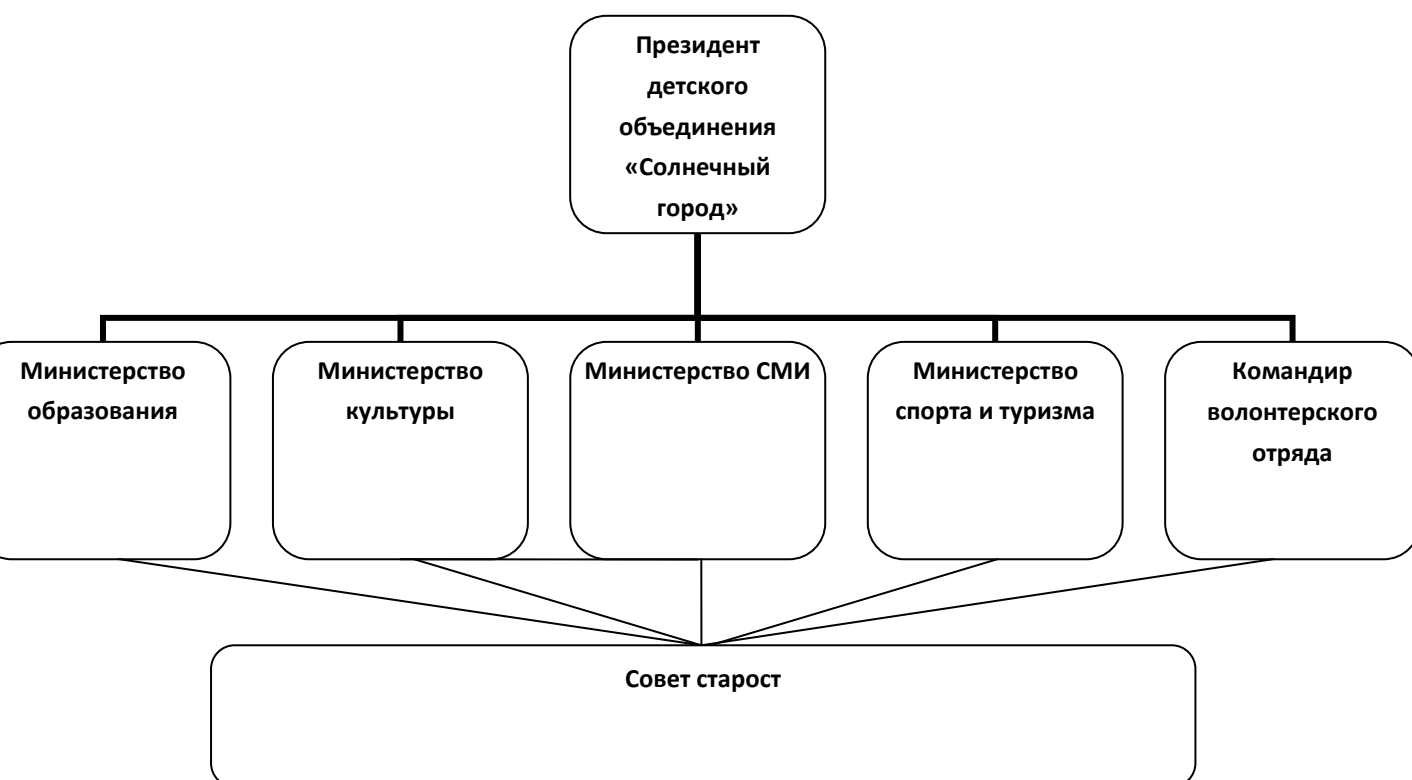 Президент
детского
объединения
«Солнечный
город»
Министерство
образования
Министерство
культуры
Министерство СМИ
Министерство
спорта и туризма
Командир
волонтерского
отряда
Совет старост